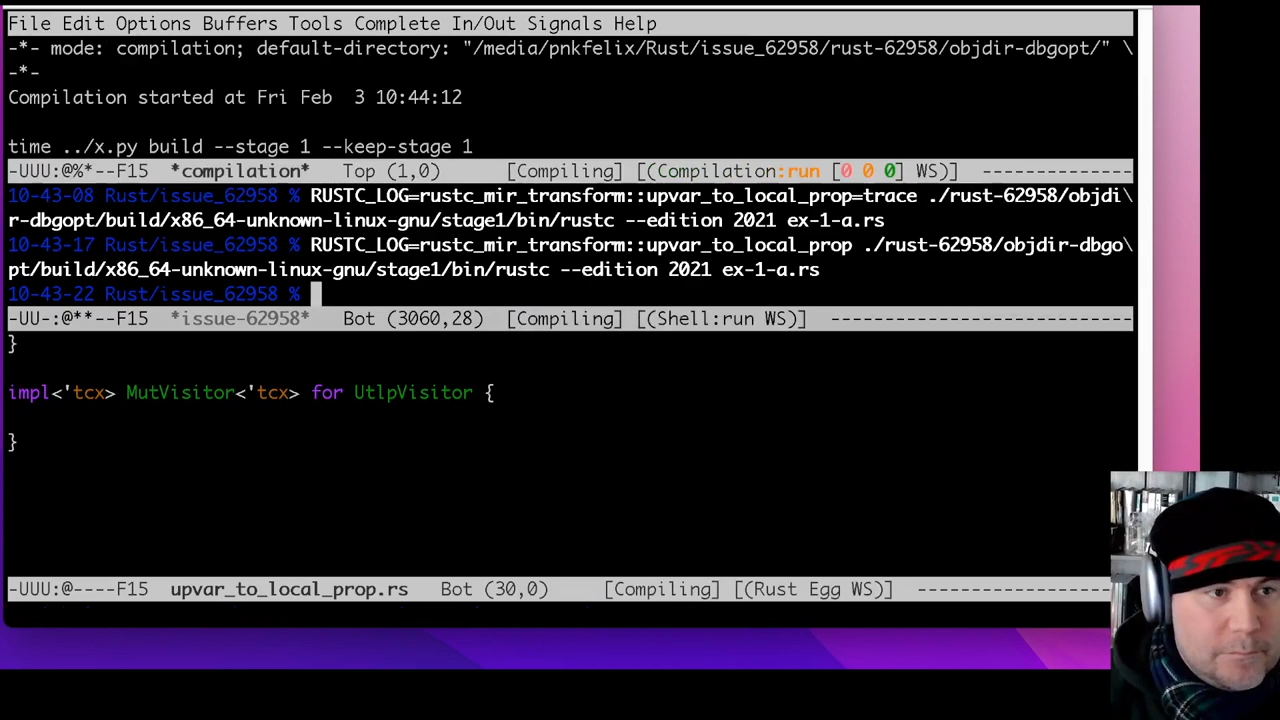 File Edit Options Buffers Tools Complete In/Out Signals Help
-*- mode: compilation; default-directory: "/media/pnkfelix/Rust/issue_62958/rust-62958/objdir-dbgopt/" \
-*-
Compilation started at Fri Feb  3 10:44:12
time ../x.py build --stage 1 --keep-stage 1
-UUU:@%*--F15  *compilation*   Top (1,0)      [Compiling] [(Compilation:run [0 0 0] WS)]  --------------
10-43-08 Rust/issue_62958 % RUSTC_LOG=rustc_mir_transform::upvar_to_local_prop=trace ./rust-62958/objdi\
r-dbgopt/build/x86_64-unknown-linux-gnu/stage1/bin/rustc --edition 2021 ex-1-a.rs
10-43-17 Rust/issue_62958 % RUSTC_LOG=rustc_mir_transform::upvar_to_local_prop ./rust-62958/objdir-dbgo\
pt/build/x86_64-unknown-linux-gnu/stage1/bin/rustc --edition 2021 ex-1-a.rs
10-43-22 Rust/issue_62958 %
-UU-:@**--F15  *issue-62958*   Bot (3060,28)  [Compiling] [(Shell:run WS)]  ----------------------------
}
impl<'tcx> MutVisitor<'tcx> for UtlpVisitor {
}
-UUU:@----F15  upvar_to_local_prop.rs   Bot (30,0)     [Compiling] [(Rust Egg WS)]  ------------------